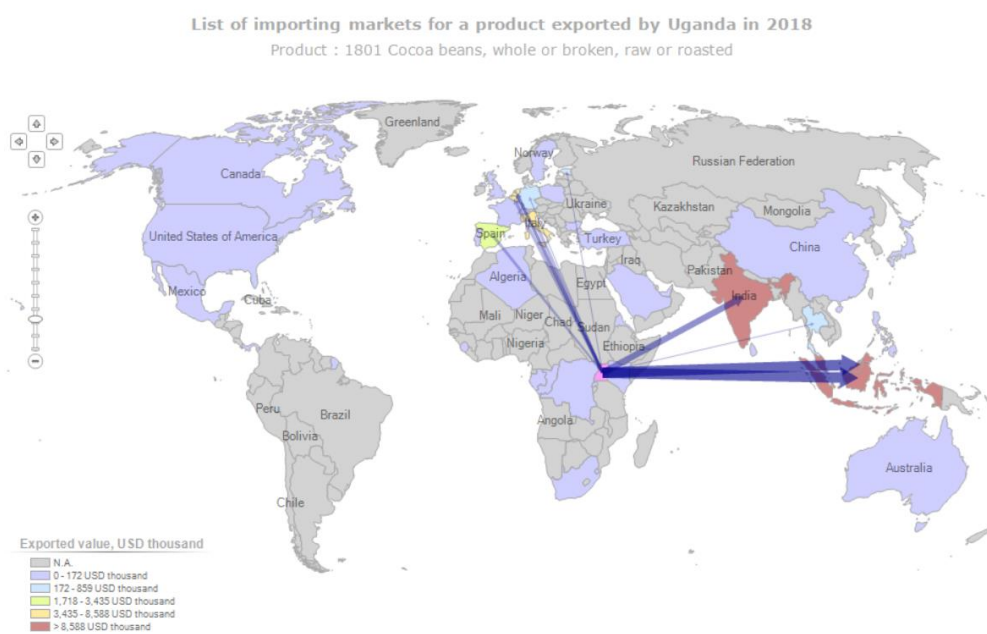 List of importing markets for a product exported by Uganda in 2018
Product : 1801 Cocoa beans, whole or broken, raw or roasted
Greenland
Norway
Russian Federation
Canada
Ukraine
Kazakhstan
Mongolia
United States of America
Spain
Italy
Turkey
China
Iraq
Pakistan
Algeria
Egypt
India
Mexico
Cuba
Mali
Niger
Chad
Sudan
Nigeria
Ethiopia
Peru
Brazil
Angola
Bolivia
Australia
Chile
Exported value, USD thousand
N.A.
0 - 172 USD thousand
172 - 859 USD thousand
1,718 - 3,435 USD thousand
3,435 - 8,588 USD thousand
> 8,588 USD thousand